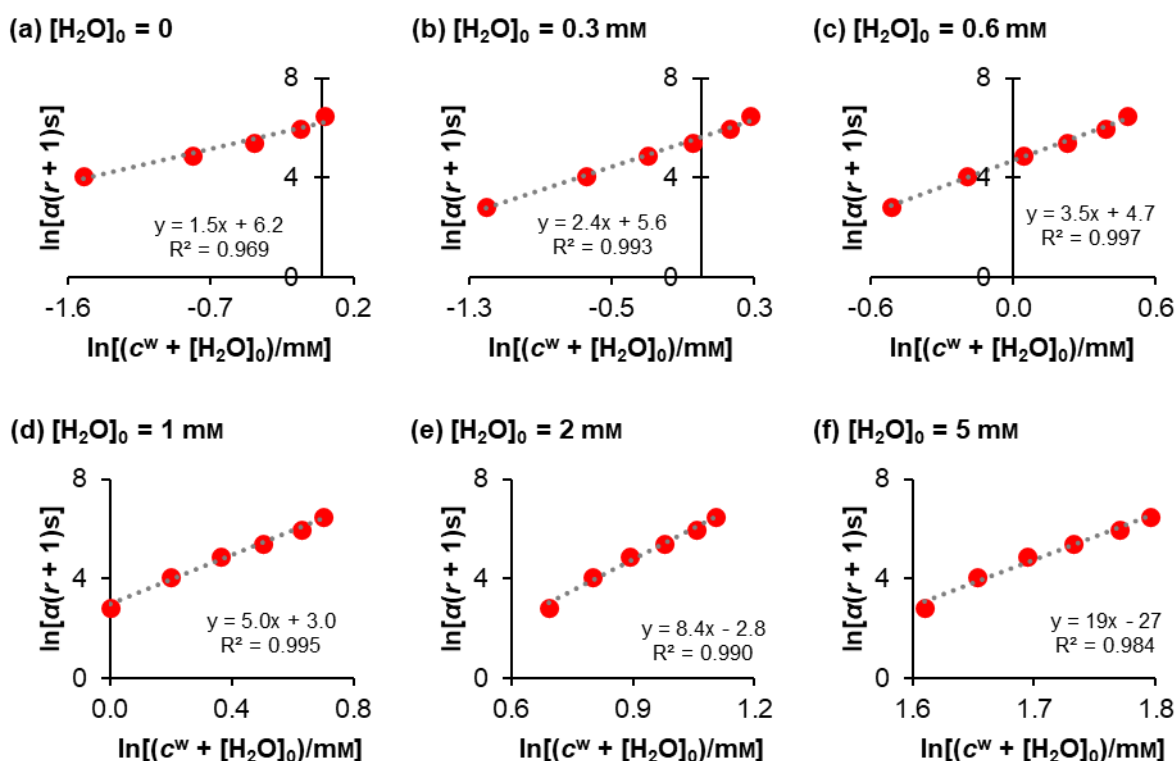 (a) [H₂O]₀ = 0
(b) [H₂O]₀ = 0.3 mM
(c) [H₂O]₀ = 0.6 mM
ln[α(r + 1)s]
8
4
0
y = 1.5x + 6.2
R² = 0.969
-1.6
-0.7
0.2
ln[(cʷ + [H₂O]₀)/mM]
ln[α(r + 1)s]
8
4
0
y = 2.4x + 5.6
R² = 0.993
-1.3
-0.5
0.3
ln[(cʷ + [H₂O]₀)/mM]
ln[α(r + 1)s]
8
4
0
y = 3.5x + 4.7
R² = 0.997
-0.6
0.0
0.6
ln[(cʷ + [H₂O]₀)/mM]
(d) [H₂O]₀ = 1 mM
(e) [H₂O]₀ = 2 mM
(f) [H₂O]₀ = 5 mM
ln[α(r + 1)s]
8
4
0
y = 5.0x + 3.0
R² = 0.995
0.0
0.4
0.8
ln[(cʷ + [H₂O]₀)/mM]
ln[α(r + 1)s]
8
4
0
y = 8.4x - 2.8
R² = 0.990
0.6
0.9
1.2
ln[(cʷ + [H₂O]₀)/mM]
ln[α(r + 1)s]
8
4
0
y = 19x - 27
R² = 0.984
1.6
1.7
1.8
ln[(cʷ + [H₂O]₀)/mM]